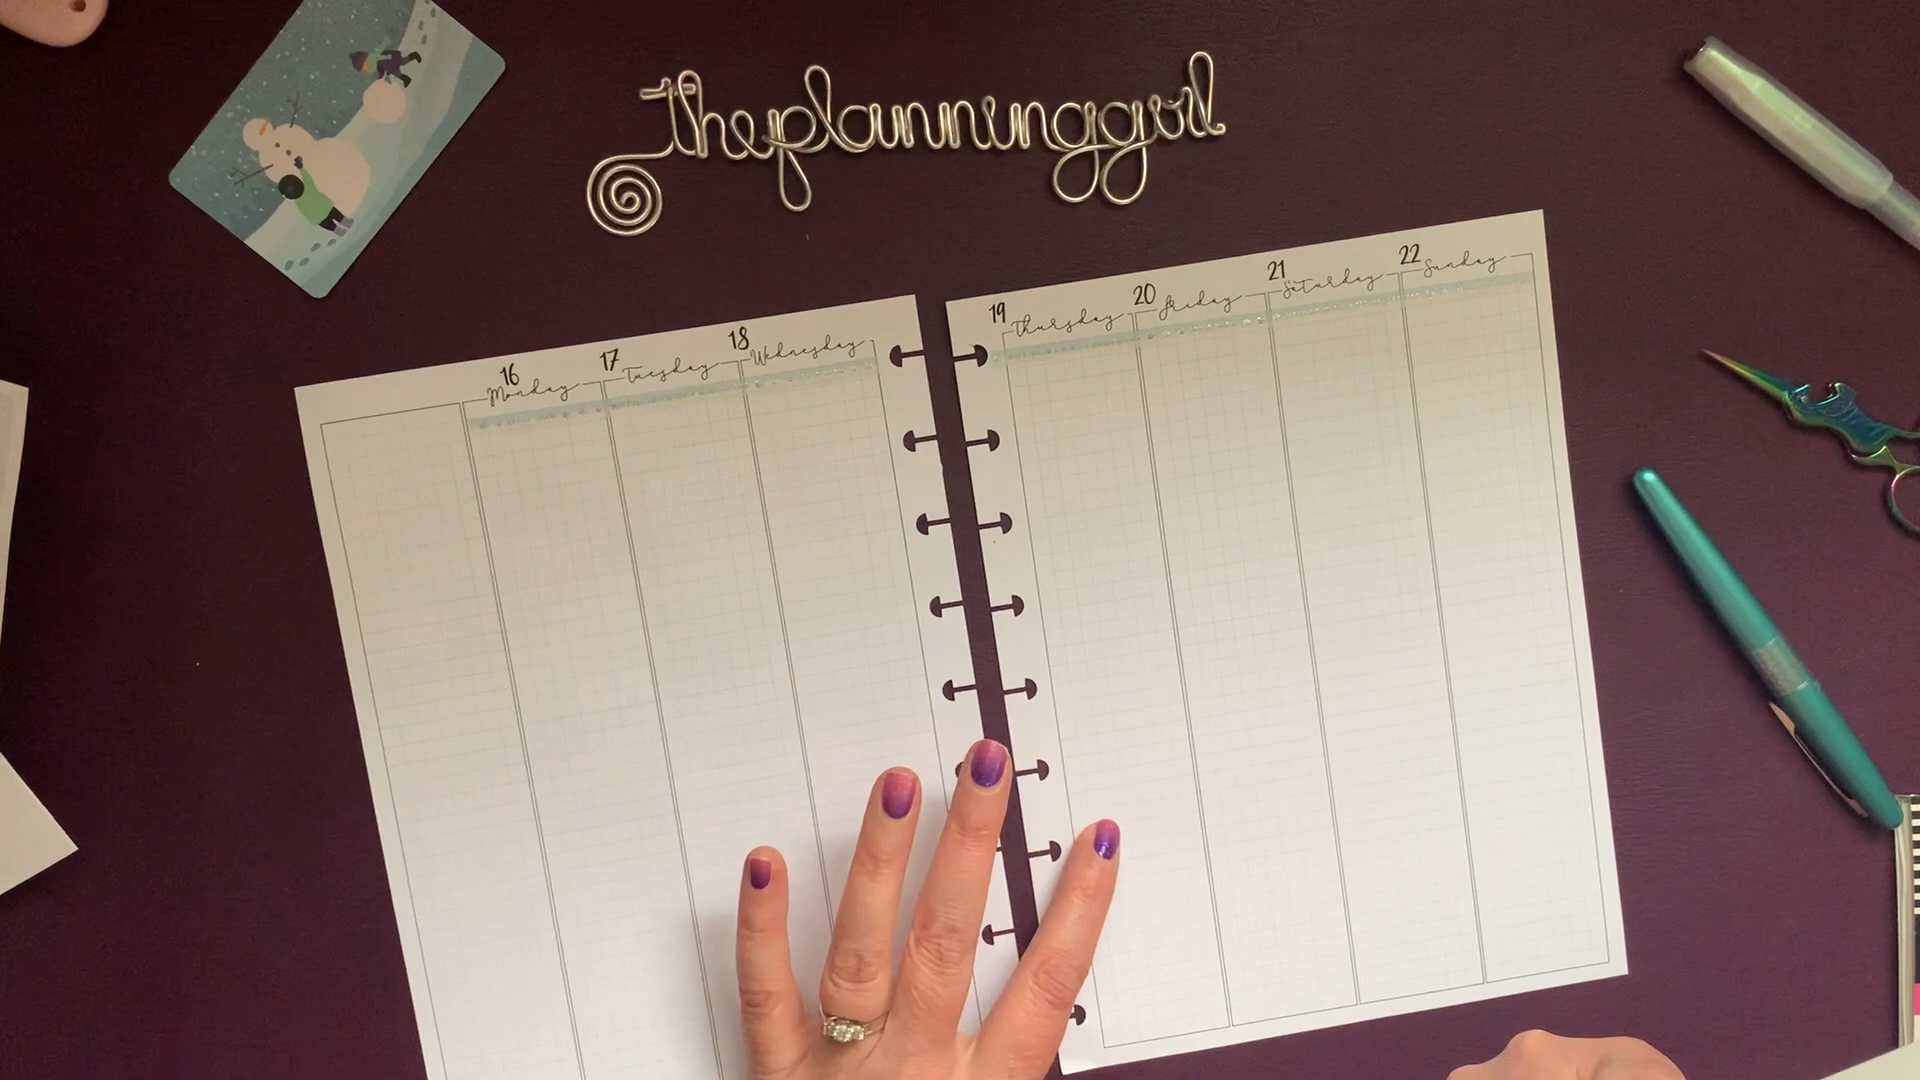 theplanninggirl
16 Monday
17 Tuesday
18 Wednesday
19 Thursday
20 Friday
21 Saturday
22 Sunday